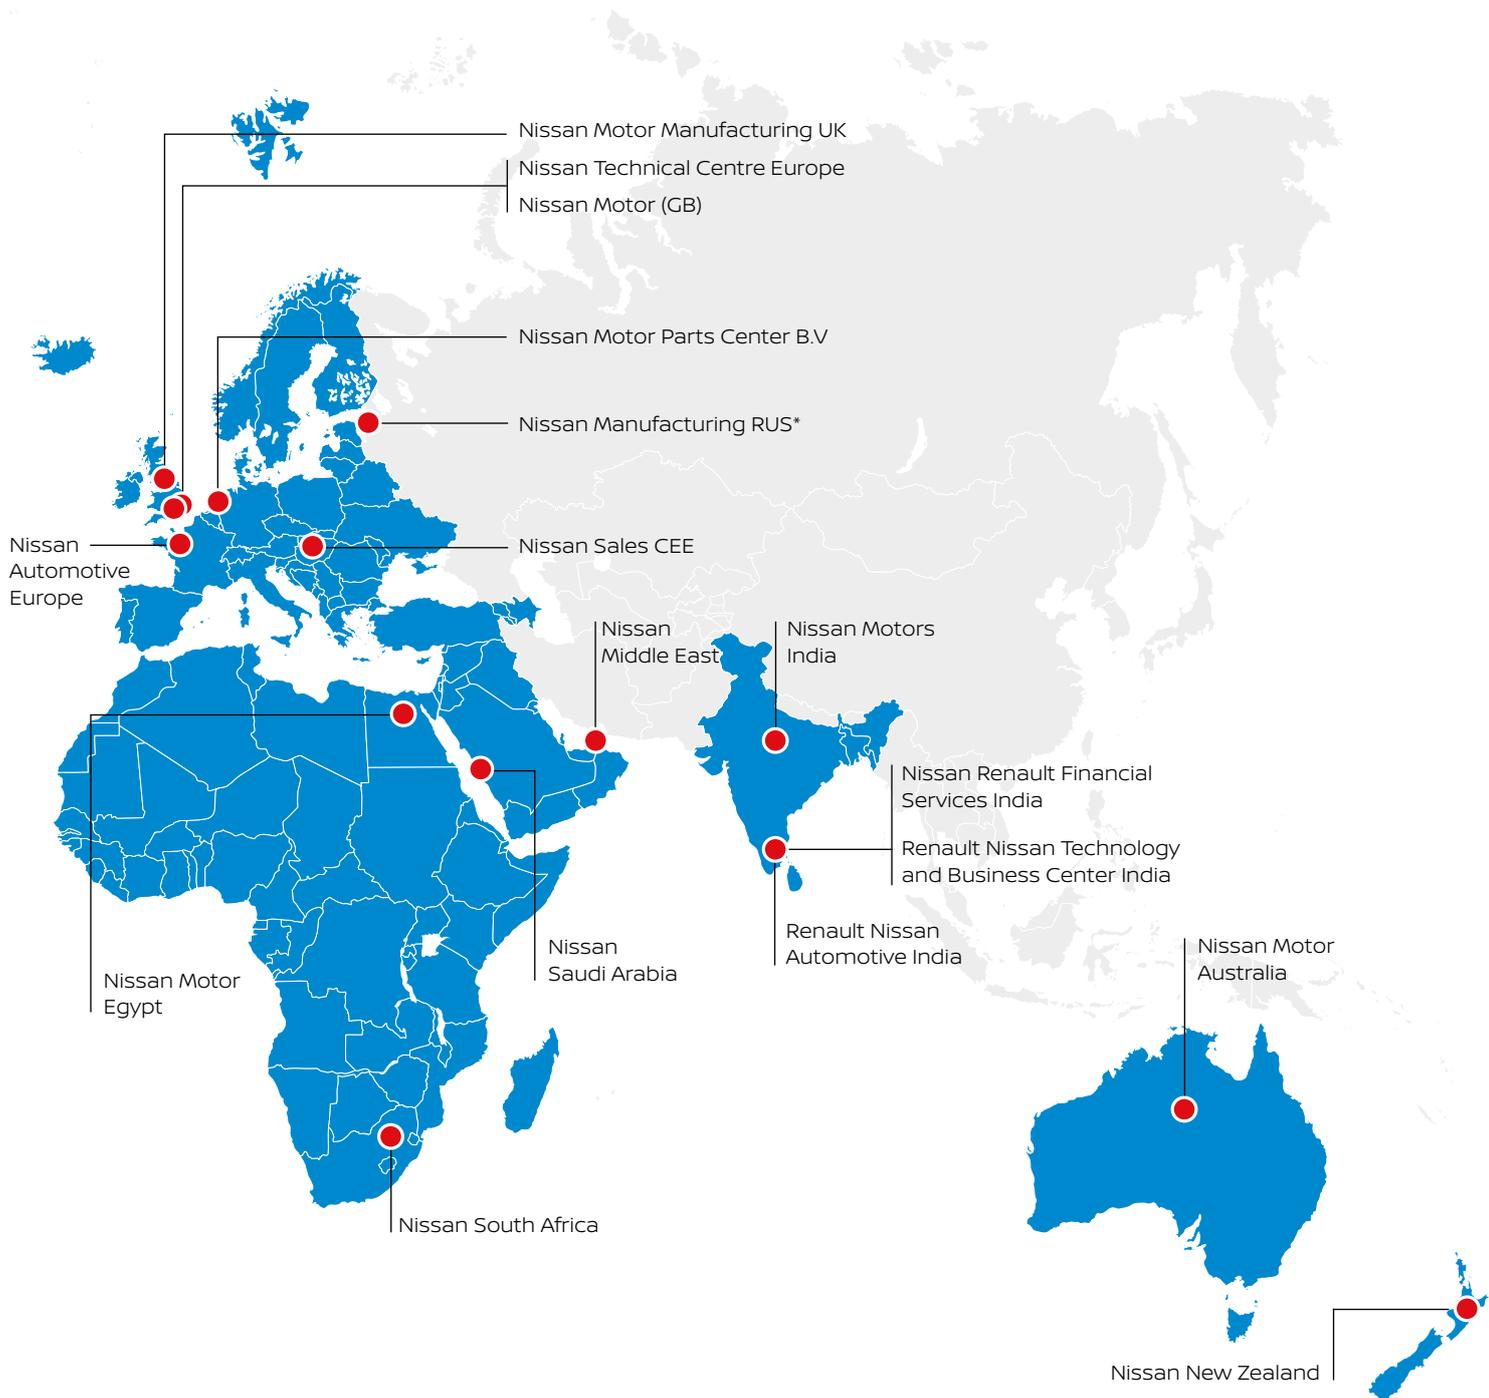 Nissan Motor Manufacturing UK
Nissan Technical Centre Europe
Nissan Motor (GB)
Nissan Motor Parts Center B.V
Nissan Manufacturing RUS*
Nissan
Automotive
Europe
Nissan Sales CEE
Nissan
Middle East
Nissan Motors
India
Nissan Renault Financial
Services India
Renault Nissan Technology
and Business Center India
Renault Nissan
Automotive India
Nissan
Saudi Arabia
Nissan Motor
Egypt
Nissan Motor
Australia
Nissan South Africa
Nissan New Zealand